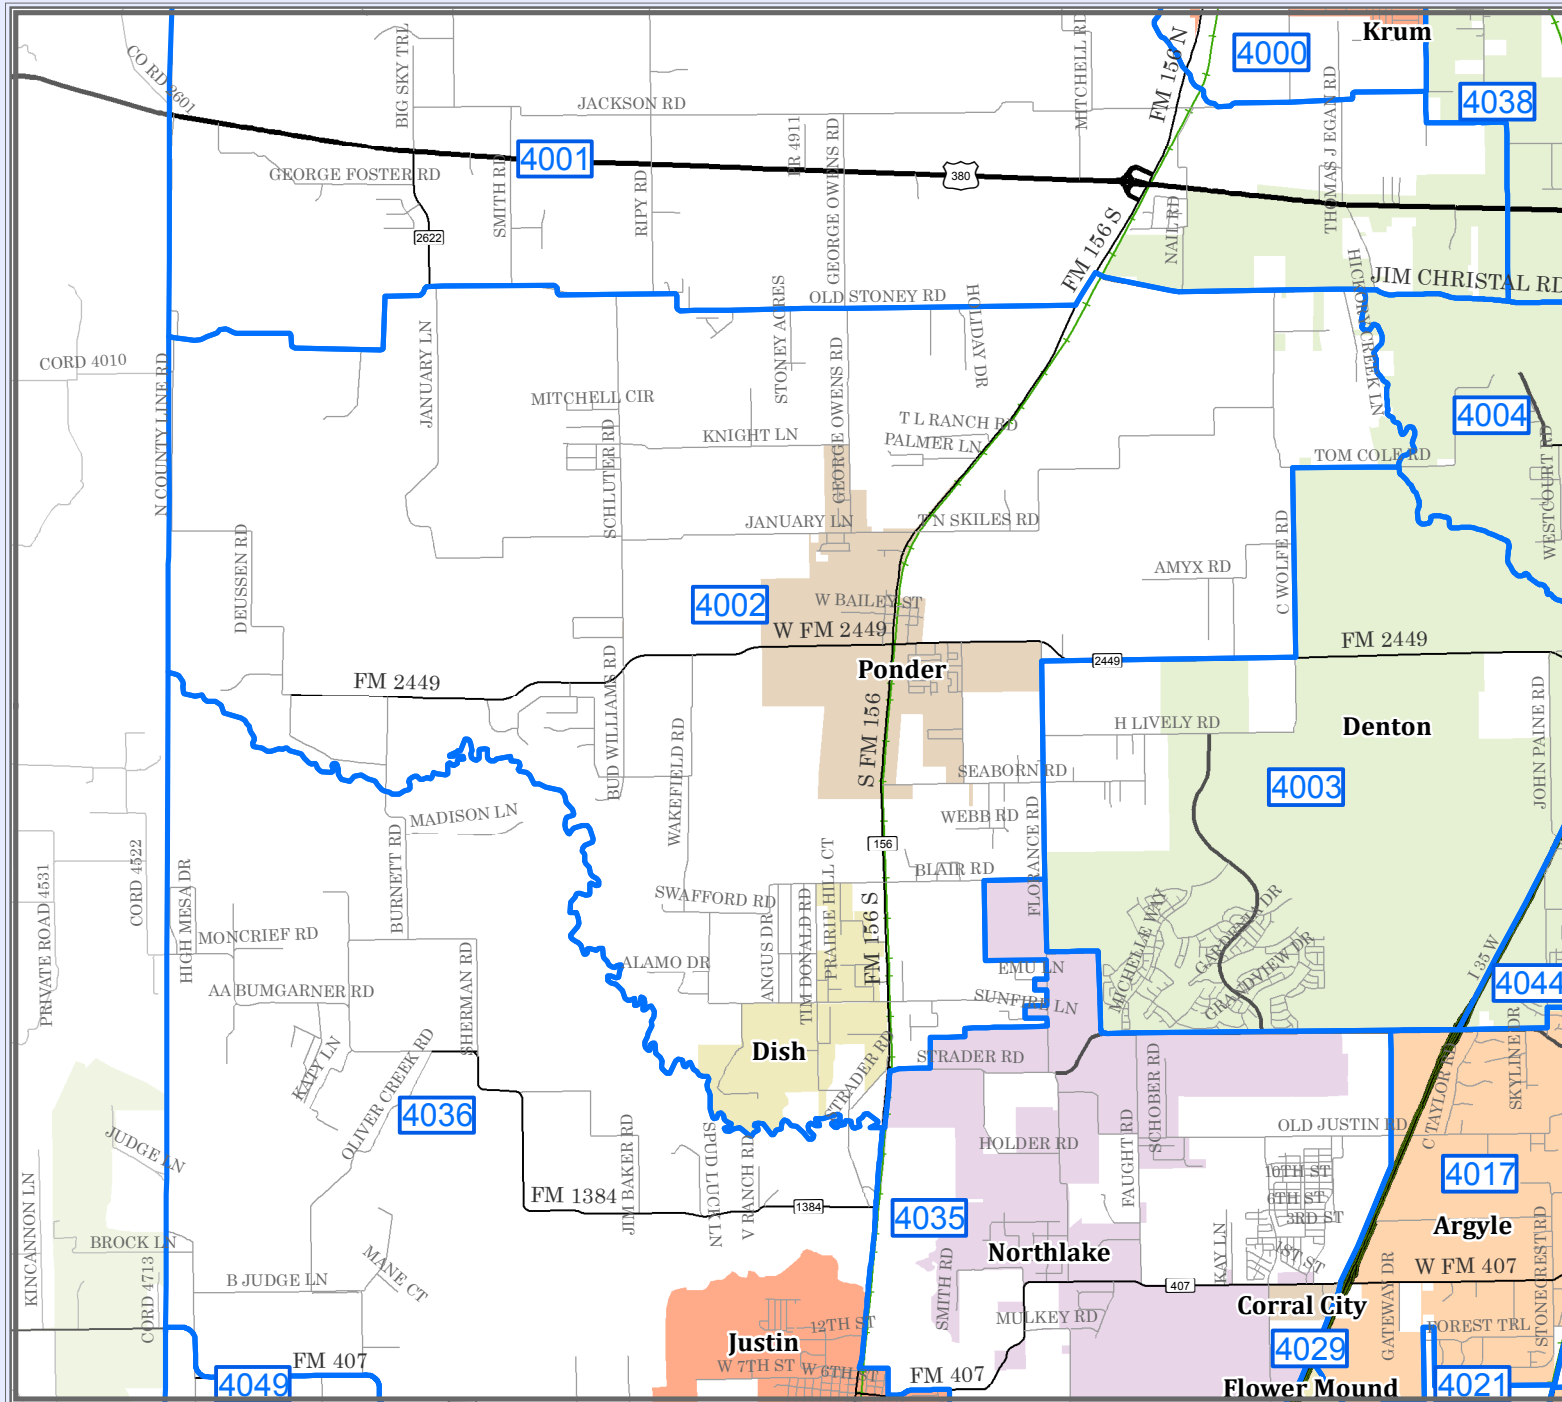 Krum
4000
4038
CO RD 2601
BIG SKY TRL
JACKSON RD
MITCHELL RD
FM 156 N
THOMAS J EGAN RD
4001
GEORGE FOSTER RD
SMITH RD
RIPY RD
PR 4911
GEORGE OWENS RD
380
2622
FM 156 S
NAIL RD
HICKORY CREEK LN
JIM CHRISTAL RD
OLD STONEY RD
STONEY ACRES
HOLIDAY DR
CORD 4010
N COUNTY LINE RD
JANUARY LN
MITCHELL CIR
GEORGE OWENS RD
T L RANCH RD
PALMER LN
KNIGHT LN
SCHLUTER RD
4004
TOM COLE RD
WESTCOURT RD
JANUARY LN
T N SKILES RD
C WOLFE RD
DEUSSEN RD
AMYX RD
4002
W BAILEY ST
W FM 2449
FM 2449
2449
Ponder
FM 2449
BUD WILLIAMS RD
WAKEFIELD RD
S FM 156
H LIVELY RD
Denton
JOHN PAINE RD
SEABORN RD
4003
MADISON LN
WEBB RD
FLORANCE RD
156
BURNETT RD
CORD 4522
HIGH MESA DR
PRIVATE ROAD 4531
BLAIR RD
PRAIRIE HILL CT
SWAFFORD RD
ANGUS DR
TIM DONALD RD
FM 156 S
MONCRIEF RD
ALAMO DR
EMU LN
SUNFIRE LN
MICHELLE WAY
GARDENIA DR
GRANDVIEW DR
I 35 W
4044
AA BUMGARNER RD
SHERMAN RD
KATY LN
OLIVER CREEK RD
Dish
STRADER RD
STRADER RD
SCHOBER RD
C TAYLOR RD
SKYLINE DR
4036
JUDGE LN
JIM BAKER RD
SPUD LUCK LN
V RANCH RD
HOLDER RD
FAUGHT RD
OLD JUSTIN RD
10TH ST
6TH ST
3RD ST
1ST ST
4017
FM 1384
1384
4035
Northlake
KAY LN
Argyle
KINCANNON LN
BROCK LN
CORD 4713
B JUDGE LN
MANE CT
SMITH RD
407
W FM 407
STONECREST RD
GATEWAY DR
Corral City
MULKEY RD
12TH ST
Justin
W 7TH ST
W 6TH ST
FOREST TRL
4029
FM 407
FM 407
4049
Flower Mound
4021